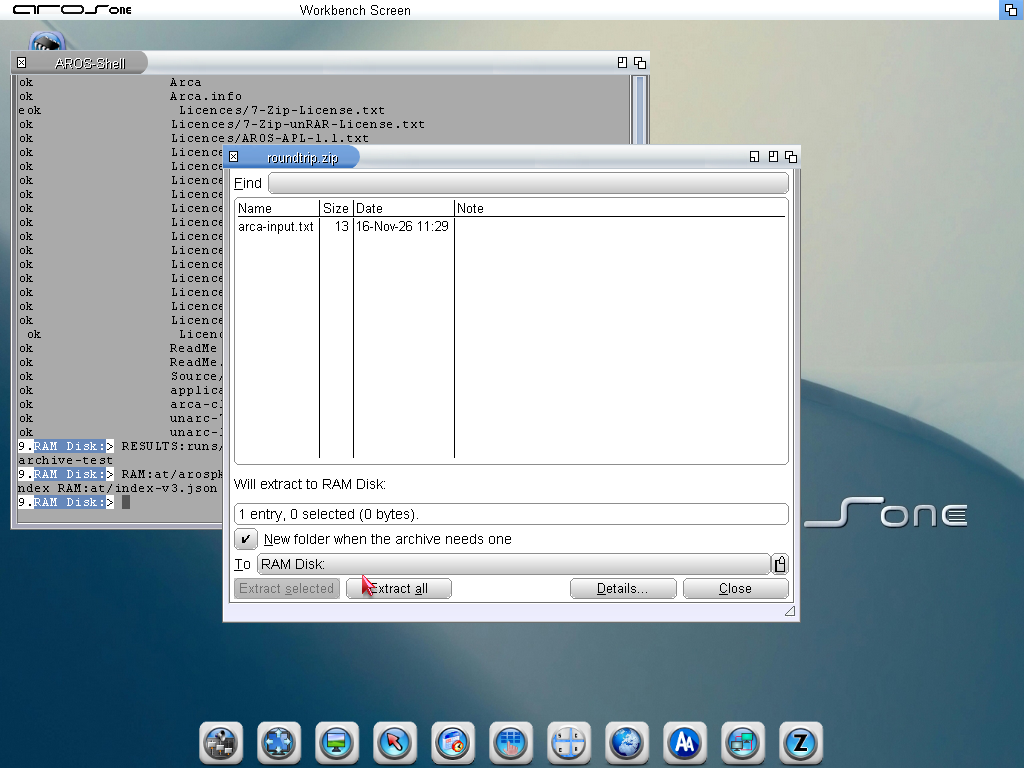 AROS ONE
Workbench Screen
AROS-Shell
ok Arca
ok Arca.info
eok Licences/7-Zip-License.txt
ok Licences/7-Zip-unRAR-License.txt
ok Licences/AROS-APL-1.1.txt
ok Licence
ok Licence
ok Licence
ok Licence
ok Licence
ok Licence
ok Licence
ok Licence
ok Licence
ok Licence
ok Licence
ok Licence
ok Licence
ok Licenc
ok ReadMe
ok ReadMe.
ok Source/
ok applica
ok arca-c
ok unarc-
ok unarc-
9.RAM Disk:> RESULTS:runs/
archive-test
9.RAM Disk:> RAM:at/arospk
ndex RAM:at/index-v3.json
9.RAM Disk:>
roundtrip.zip
Find
Name Size Date Note
arca-input.txt 13 16-Nov-26 11:29
Will extract to RAM Disk:
1 entry, 0 selected (0 bytes).
New folder when the archive needs one
To RAM Disk:
Extract selected Extract all Details... Close
ONE
AA
Z